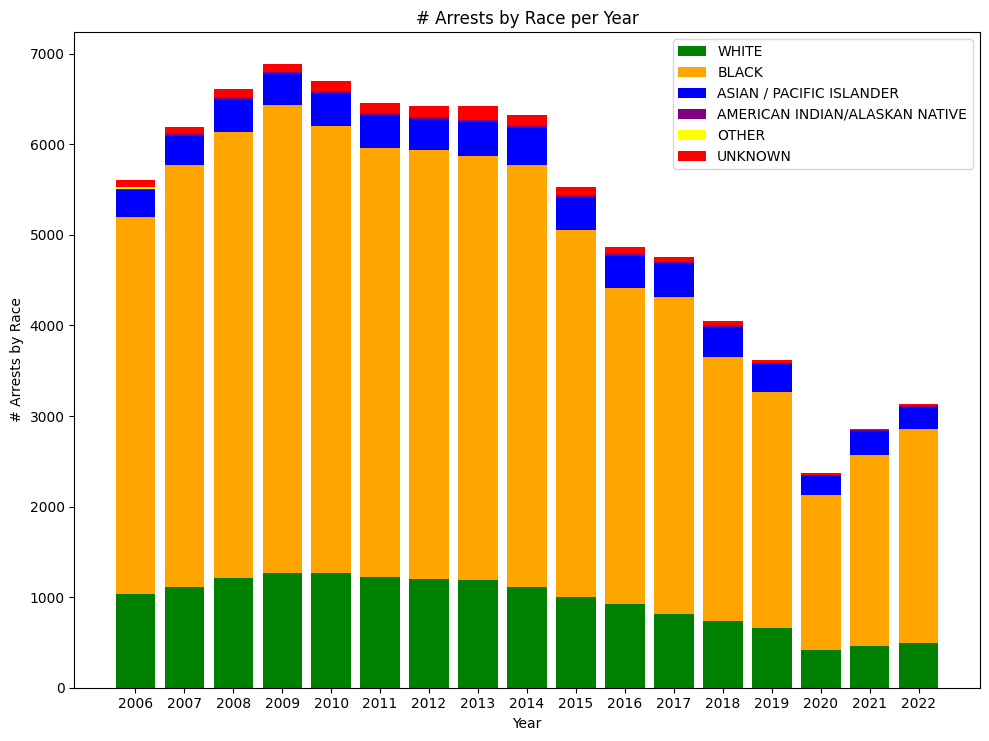 # Arrests by Race per Year
WHITE
BLACK
ASIAN / PACIFIC ISLANDER
AMERICAN INDIAN/ALASKAN NATIVE
OTHER
UNKNOWN
# Arrests by Race
7000
6000
5000
4000
3000
2000
1000
0
2006 2007 2008 2009 2010 2011 2012 2013 2014 2015 2016 2017 2018 2019 2020 2021 2022
Year